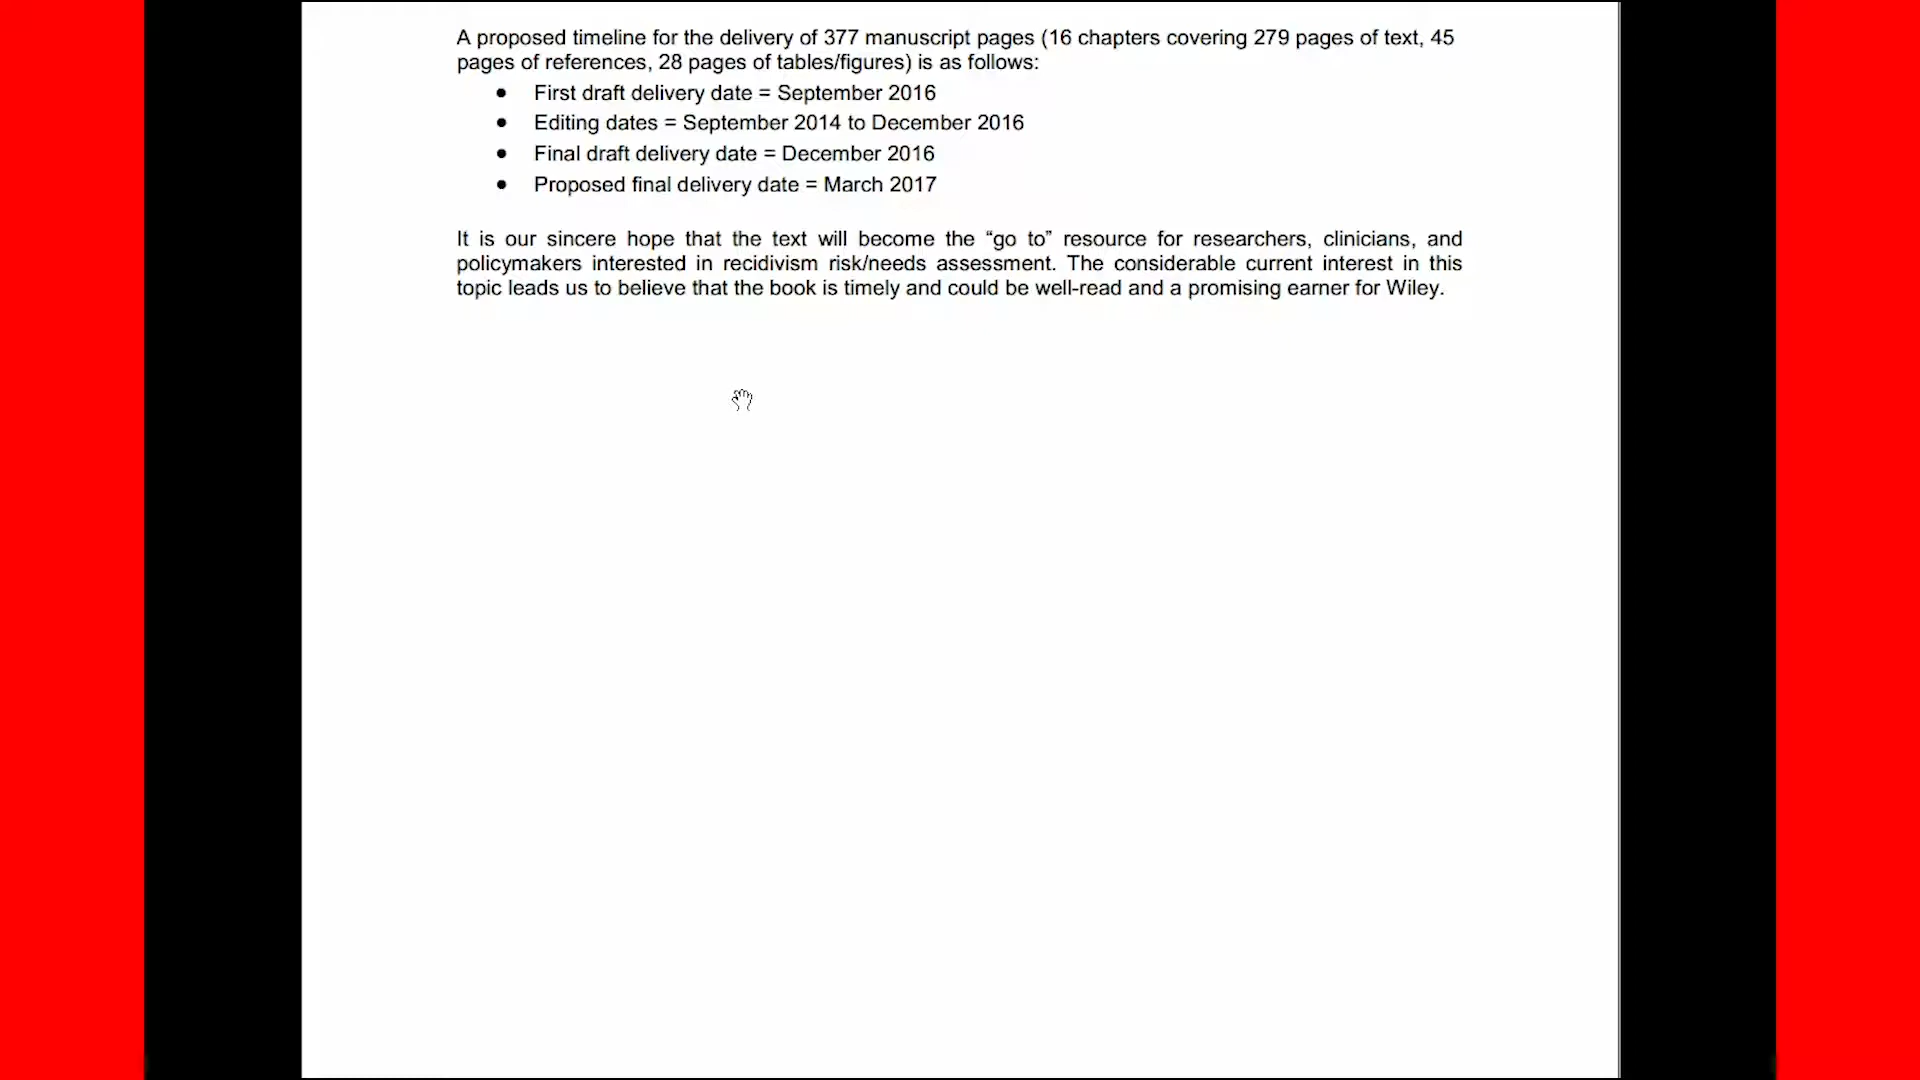 A proposed timeline for the delivery of 377 manuscript pages (16 chapters covering 279 pages of text, 45
pages of references, 28 pages of tables/figures) is as follows:
• First draft delivery date = September 2016
• Editing dates = September 2014 to December 2016
• Final draft delivery date = December 2016
• Proposed final delivery date = March 2017
It is our sincere hope that the text will become the “go to” resource for researchers, clinicians, and
policymakers interested in recidivism risk/needs assessment. The considerable current interest in this
topic leads us to believe that the book is timely and could be well-read and a promising earner for Wiley.